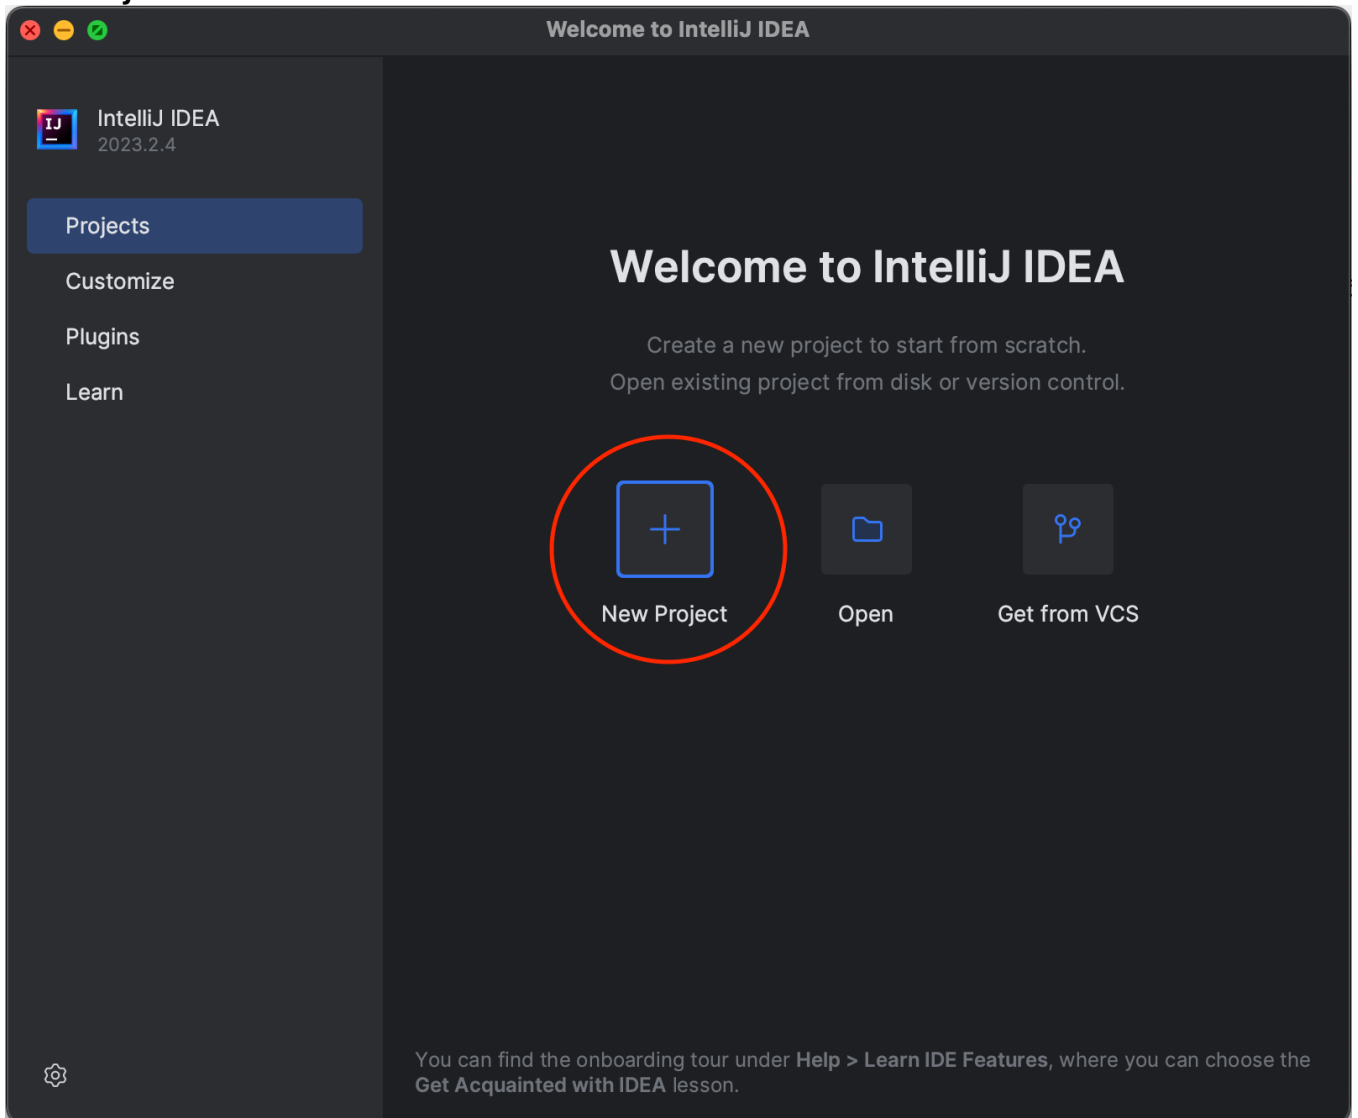 Welcome to IntelliJ IDEA
IJ
IntelliJ IDEA
2023.2.4
Projects
Customize
Plugins
Learn
Welcome to IntelliJ IDEA
Create a new project to start from scratch.
Open existing project from disk or version control.
New Project
Open
Get from VCS
You can find the onboarding tour under Help > Learn IDE Features, where you can choose the
Get Acquainted with IDEA lesson.